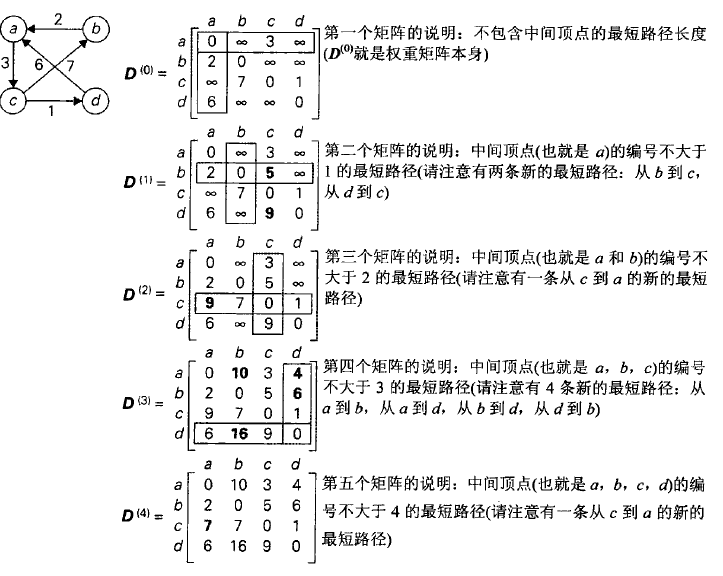 a
2
b
3
6
7
c
1
d
a b c d
D(0) =
a 0 ∞ 3 ∞
b 2 0 ∞ ∞
c ∞ 7 0 1
d 6 ∞ ∞ 0
第一个矩阵的说明：不包含中间顶点的最短路径长度
(D(0)就是权重矩阵本身)
a b c d
D(1) =
a 0 ∞ 3 ∞
b 2 0 5 ∞
c ∞ 7 0 1
d 6 ∞ 9 0
第二个矩阵的说明：中间顶点(也就是 a)的编号不大于
1 的最短路径(请注意有两条新的最短路径：从 b 到 c，
从 d 到 c)
a b c d
D(2) =
a 0 ∞ 3 ∞
b 2 0 5 ∞
c 9 7 0 1
d 6 ∞ 9 0
第三个矩阵的说明：中间顶点(也就是 a 和 b)的编号不
大于 2 的最短路径(请注意有一条从 c 到 a 的新的最短
路径)
a b c d
D(3) =
a 0 10 3 4
b 2 0 5 6
c 9 7 0 1
d 6 16 9 0
第四个矩阵的说明：中间顶点(也就是 a，b，c)的编号
不大于 3 的最短路径(请注意有 4 条新的最短路径：从
a 到 b，从 a 到 d，从 b 到 d，从 d 到 b)
a b c d
D(4) =
a 0 10 3 4
b 2 0 5 6
c 7 7 0 1
d 6 16 9 0
第五个矩阵的说明：中间顶点(也就是 a，b，c，d)的编
号不大于 4 的最短路径(请注意有一条从 c 到 a 的新的
最短路径)